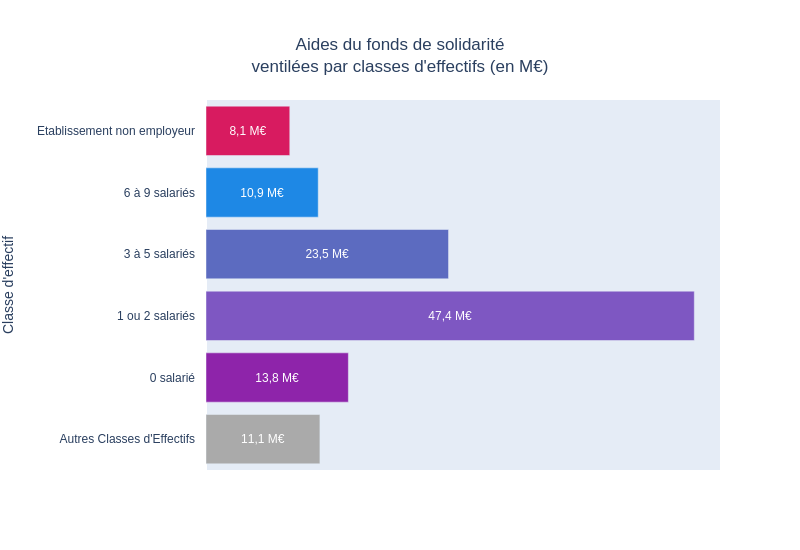 Aides du fonds de solidarité
ventilées par classes d'effectifs (en M€)
Classe d'effectif
Etablissement non employeur
8,1 M€
6 à 9 salariés
10,9 M€
3 à 5 salariés
23,5 M€
1 ou 2 salariés
47,4 M€
0 salarié
13,8 M€
Autres Classes d'Effectifs
11,1 M€